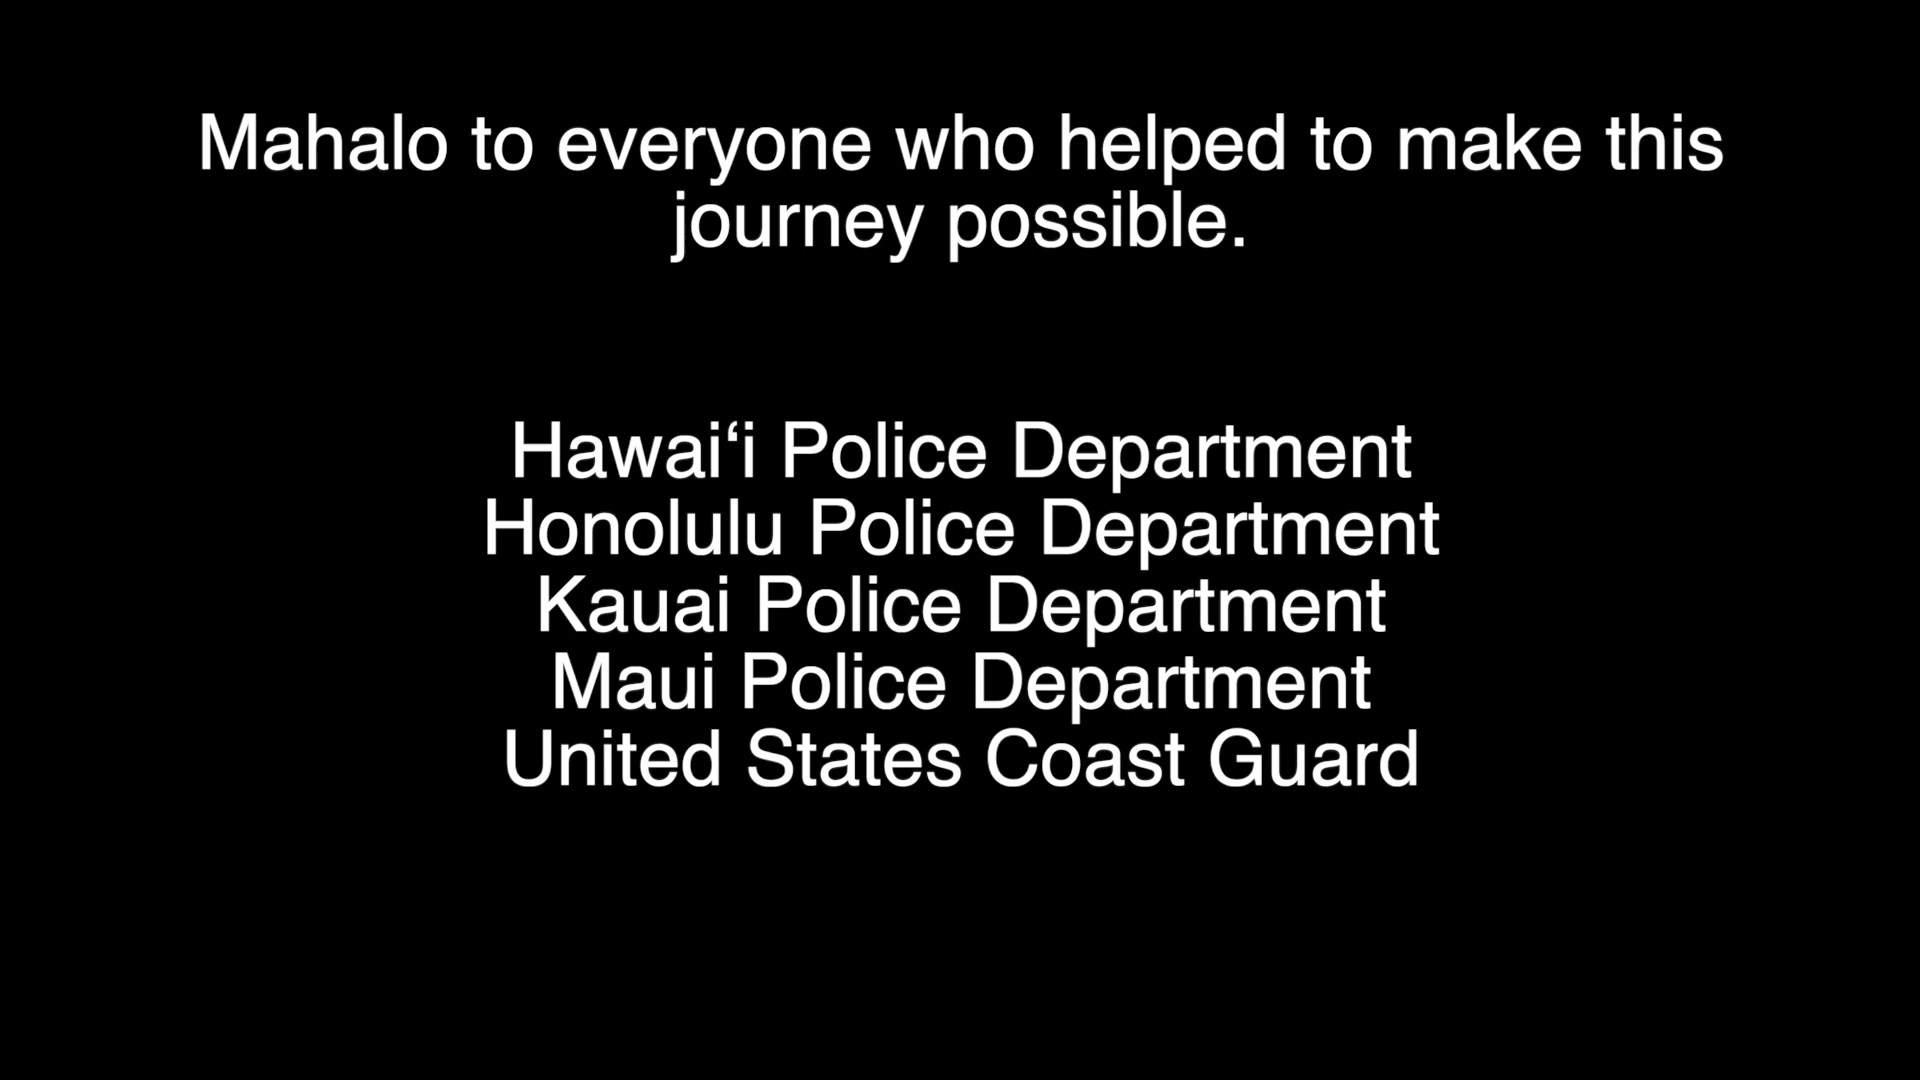 Mahalo to everyone who helped to make this
journey possible.
Hawai‘i Police Department
Honolulu Police Department
Kauai Police Department
Maui Police Department
United States Coast Guard